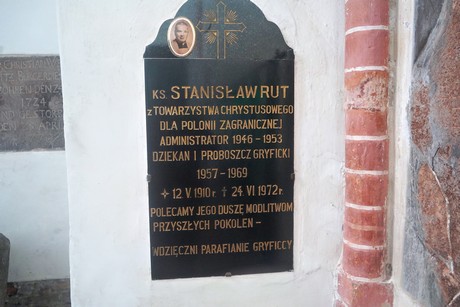 KS. STANISŁAW RUT
z TOWARZYSTWA CHRYSTUSOWEGO
DLA POLONII ZAGRANICZNEJ
ADMINISTRATOR 1946 - 1953
DZIEKAN I PROBOSZCZ GRYFICKI
1957 - 1969
12 V. 1910 r. † 24. VI 1972 r.
POLECAMY JEGO DUSZĘ MODLITWOM
PRZYSZŁYCH POKOLEŃ –
WDZIĘCZNI PARAFIANIE GRYFICCY
1724